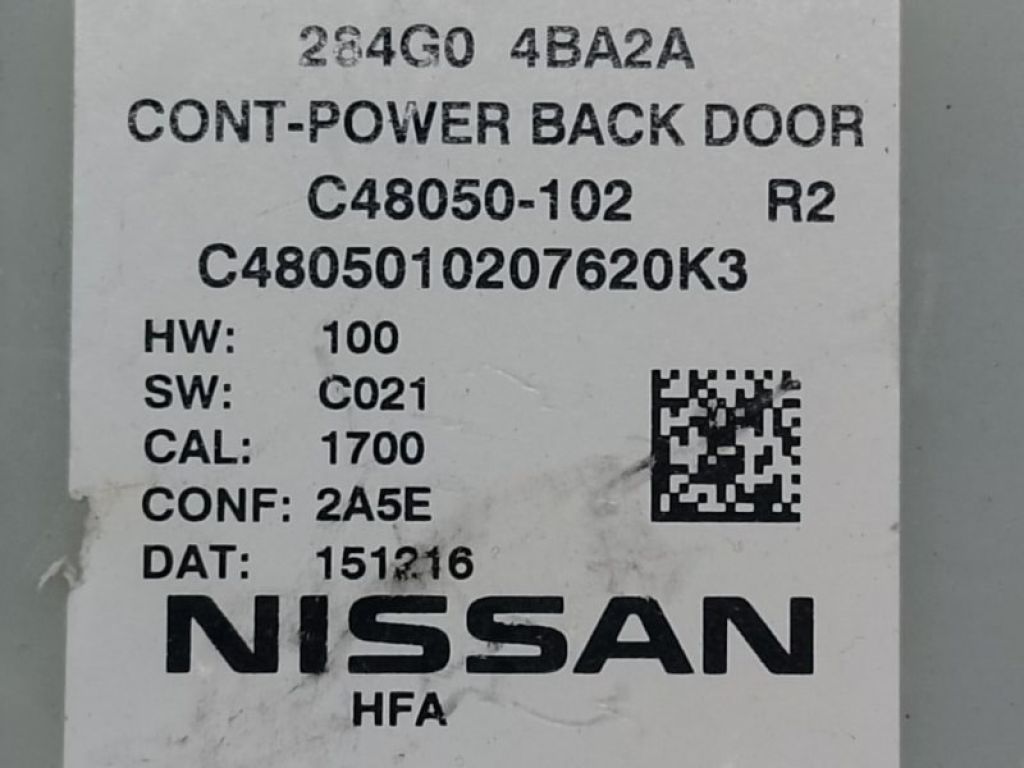 284G0 4BA2A
CONT-POWER BACK DOOR
C48050-102 R2
C4805010207620K3
HW: 100
SW: C021
CAL: 1700
CONF: 2A5E
DAT: 151216
NISSAN
HFA